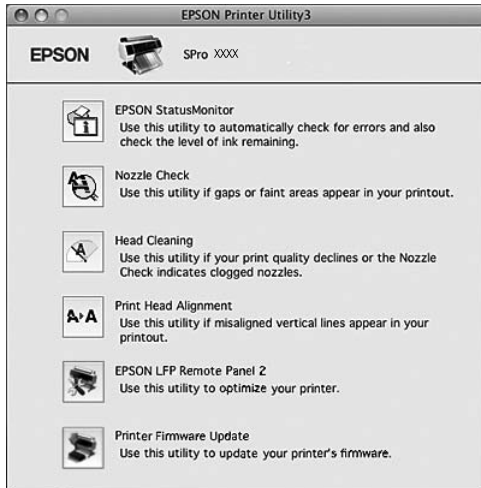 EPSON Printer Utility3
EPSON SPro XXXX
EPSON StatusMonitor
Use this utility to automatically check for errors and also
check the level of ink remaining.
Nozzle Check
Use this utility if gaps or faint areas appear in your printout.
Head Cleaning
Use this utility if your print quality declines or the Nozzle
Check indicates clogged nozzles.
A▸A Print Head Alignment
Use this utility if misaligned vertical lines appear in your
printout.
EPSON LFP Remote Panel 2
Use this utility to optimize your printer.
Printer Firmware Update
Use this utility to update your printer's firmware.